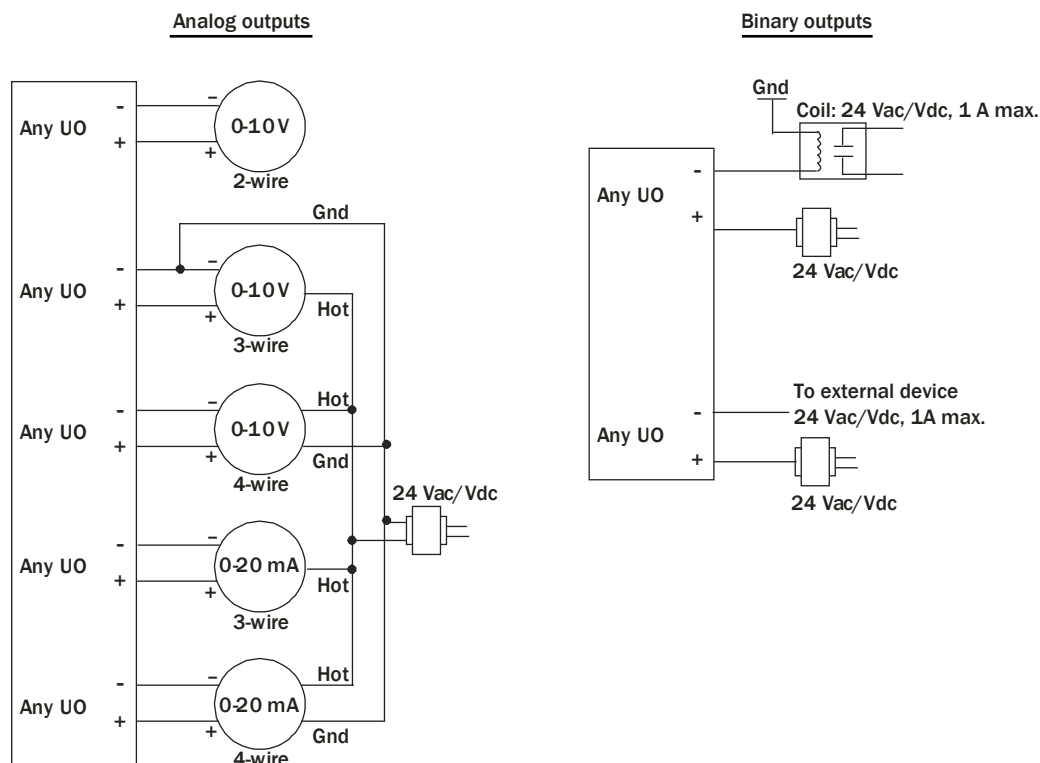 Analog outputs
Any UO
-
+
-
+
0-10V
2-wire
Gnd
Any UO
-
+
-
+
0-10V
Hot
3-wire
Any UO
-
+
-
+
0-10V
Hot
Gnd
4-wire
24 Vac/Vdc
Any UO
-
+
-
+
0-20 mA
Hot
3-wire
Any UO
-
+
-
+
0-20 mA
Hot
Gnd
4-wire
Binary outputs
Gnd
Coil: 24 Vac/Vdc, 1 A max.
Any UO
-
+
24 Vac/Vdc
To external device
24 Vac/Vdc, 1A max.
Any UO
-
+
24 Vac/Vdc